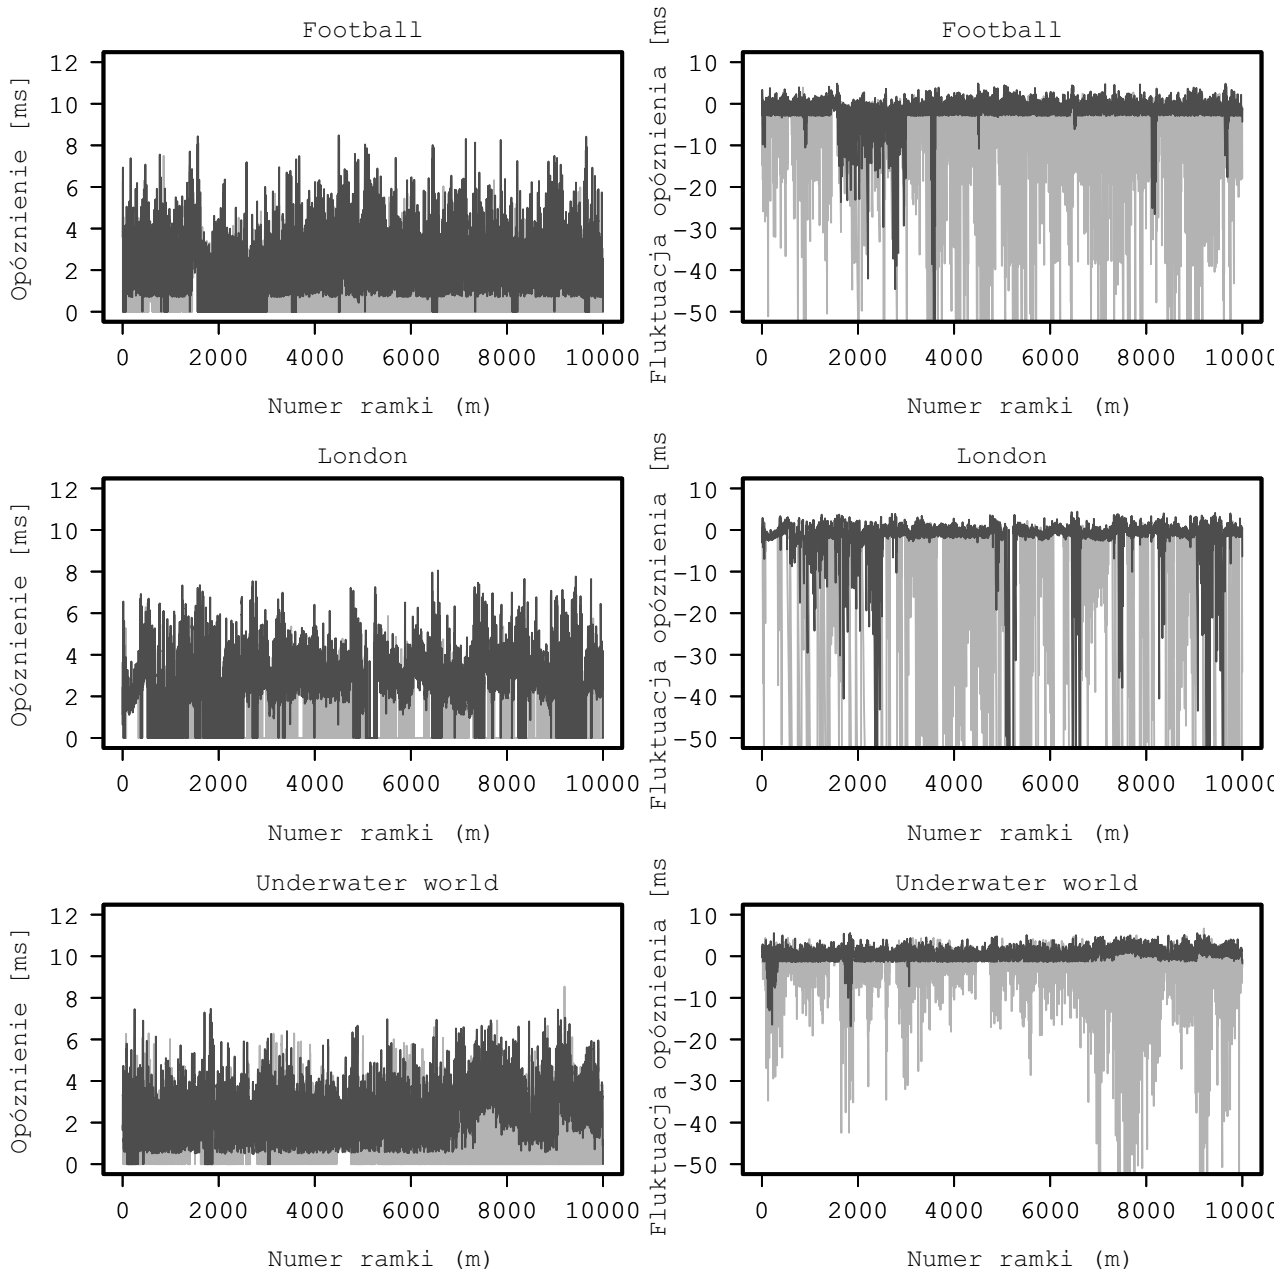 Football
Opóznienie [ms]
12
10
8
6
4
2
0
0 2000 4000 6000 8000 10000
Numer ramki (m)
Football
Fluktuacja opóznienia [ms
10
0
−10
−20
−30
−40
−50
0 2000 4000 6000 8000 10000
Numer ramki (m)
London
Opóznienie [ms]
12
10
8
6
4
2
0
0 2000 4000 6000 8000 10000
Numer ramki (m)
London
Fluktuacja opóznienia [ms
10
0
−10
−20
−30
−40
−50
0 2000 4000 6000 8000 10000
Numer ramki (m)
Underwater world
Opóznienie [ms]
12
10
8
6
4
2
0
0 2000 4000 6000 8000 10000
Numer ramki (m)
Underwater world
Fluktuacja opóznienia [ms
10
0
−10
−20
−30
−40
−50
0 2000 4000 6000 8000 10000
Numer ramki (m)